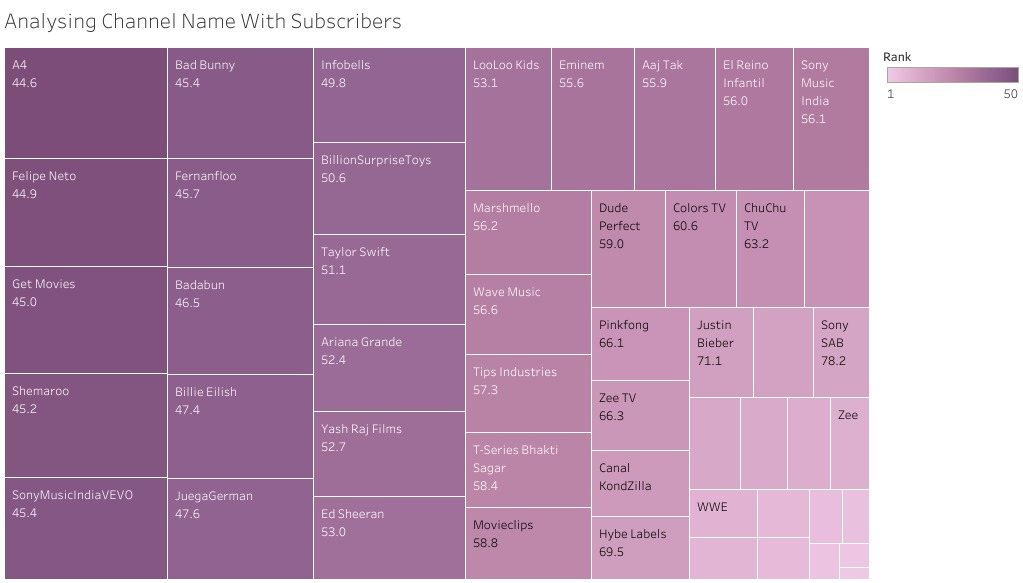 Analysing Channel Name With Subscribers
A4
44.6
Felipe Neto
44.9
Get Movies
45.0
Shemaroo
45.2
SonyMusicIndiaVEVO
45.4
Bad Bunny
45.4
Fernanfloo
45.7
Badabun
46.5
Billie Eilish
47.4
JuegaGerman
47.6
Infobells
49.8
BillionSurpriseToys
50.6
Taylor Swift
51.1
Ariana Grande
52.4
Yash Raj Films
52.7
Ed Sheeran
53.0
LooLoo Kids
53.1
Eminem
55.6
Aaj Tak
55.9
El Reino
Infantil
56.0
Sony
Music
India
56.1
Marshmello
56.2
Wave Music
56.6
Tips Industries
57.3
T-Series Bhakti
Sagar
58.4
Movieclips
58.8
Dude
Perfect
59.0
Colors TV
60.6
ChuChu
TV
63.2
Pinkfong
66.1
Zee TV
66.3
Canal
KondZilla
Hybe Labels
69.5
Justin
Bieber
71.1
Sony
SAB
78.2
Zee
WWE
Rank
1
50